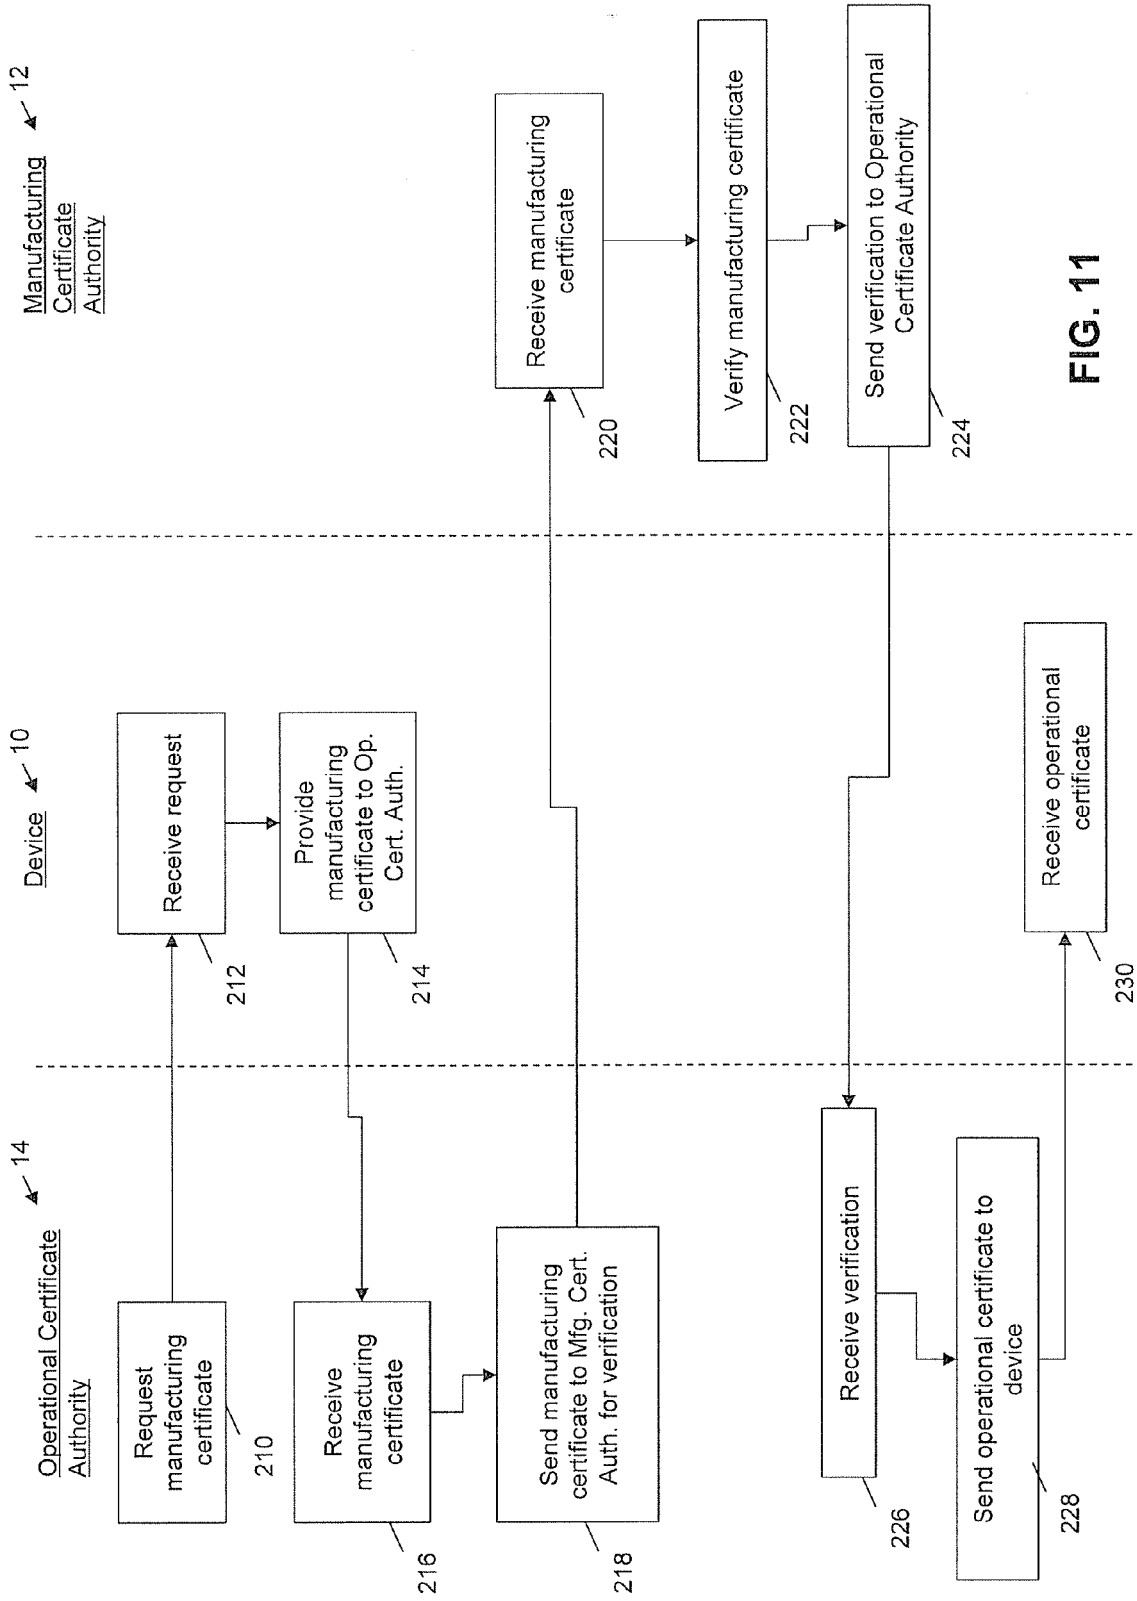 Operational Certificate
Authority
14
Device
10
Manufacturing
Certificate
Authority
12
Request
manufacturing
certificate
210
Receive request
212
Provide
manufacturing
certificate to Op.
Cert. Auth.
214
Receive
manufacturing
certificate
216
Send manufacturing
certificate to Mfg. Cert.
Auth. for verification
218
Receive manufacturing
certificate
220
Verify manufacturing certificate
222
Send verification to Operational
Certificate Authority
224
Receive verification
226
Send operational certificate to
device
228
Receive operational
certificate
230
FIG. 11